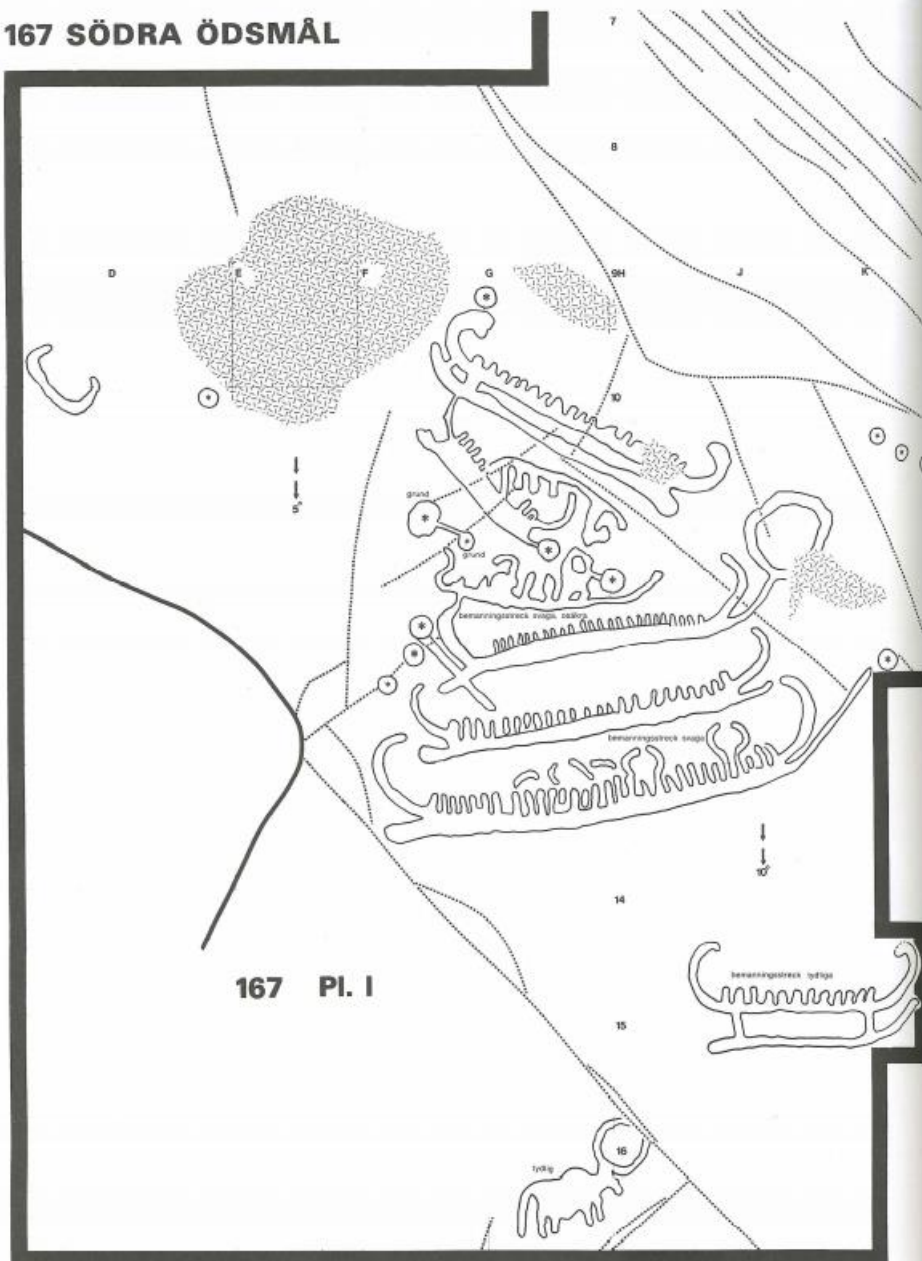 167 SÖDRA ÖDSMÅL
7
8
D E F G 9H J K
10
5°
grund
grund
bemanningsstreck svaga, osäkra
bemanningsstreck svaga
10°
14
bemanningsstreck tydliga
167 Pl. I
15
16
tydlig